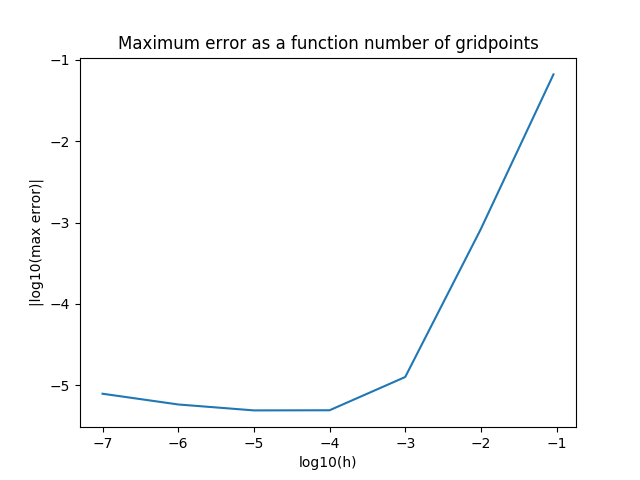 Maximum error as a function number of gridpoints
−1
−2
−3
−4
−5
|log10(max error)|
−7 −6 −5 −4 −3 −2 −1
log10(h)